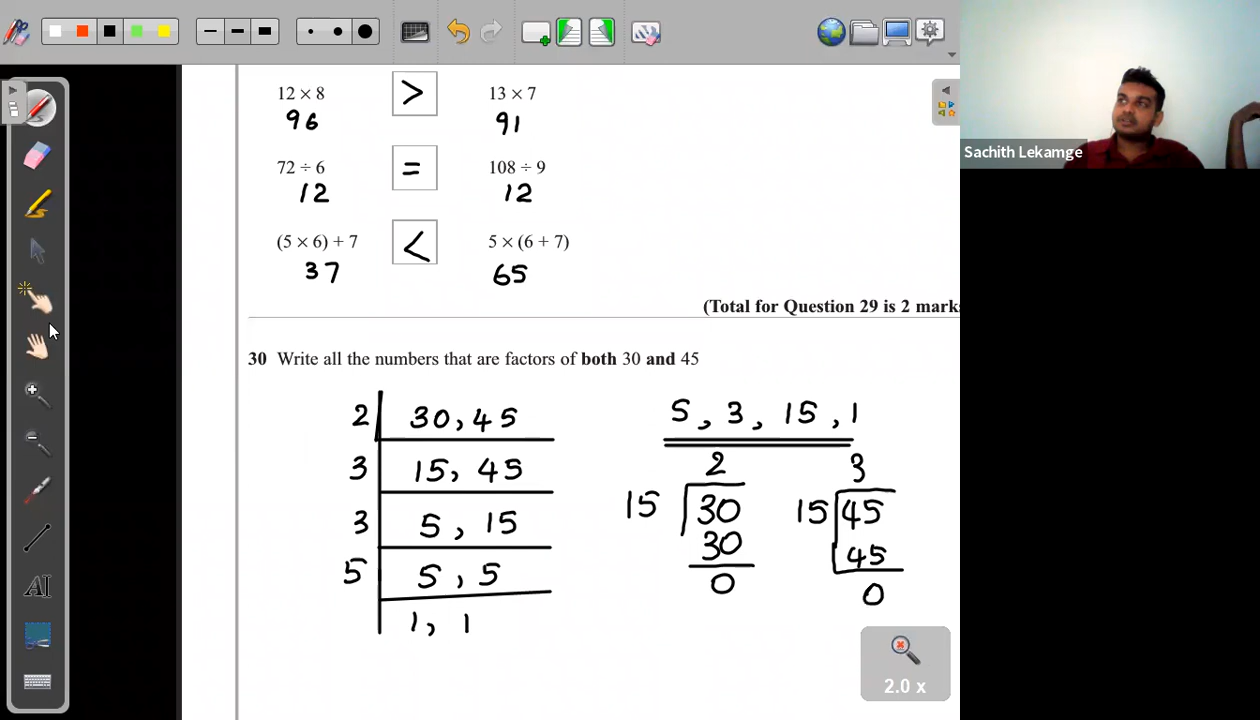 12 × 8 > 13 × 7
96 91
72 ÷ 6 = 108 ÷ 9
12 12
(5 × 6) + 7 < 5 × (6 + 7)
37 65
(Total for Question 29 is 2 mark
30 Write all the numbers that are factors of both 30 and 45
2 30, 45
3 15, 45
3 5, 15
5 5, 5
1, 1
5, 3, 15, 1
2
15 30
30
0
3
15 45
45
0
Sachith Lekamge
AI
2.0 x